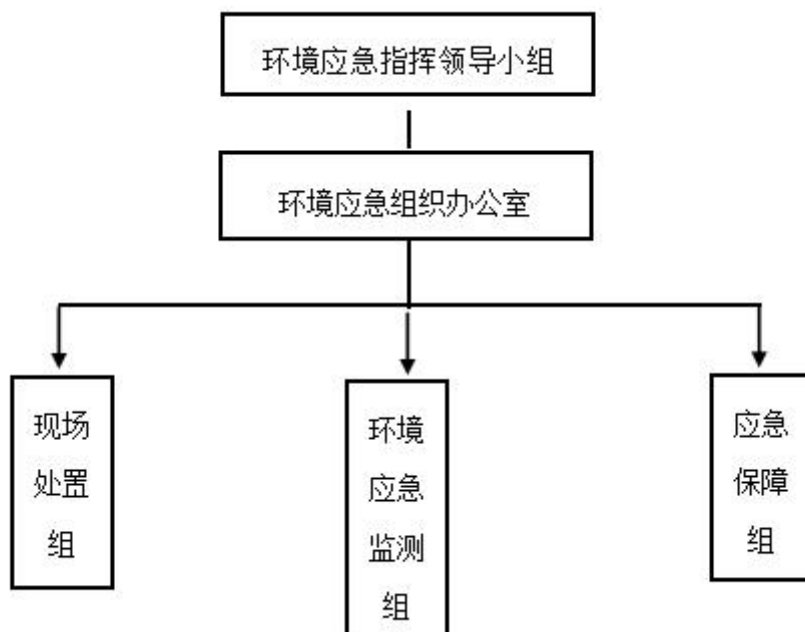 环境应急指挥领导小组
环境应急组织办公室
现场
处置
组
环境
应急
监测
组
应急
保障
组